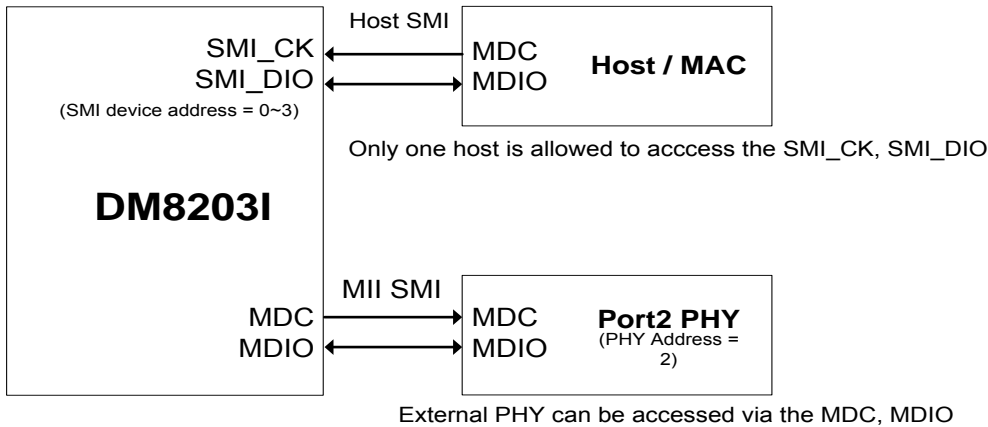 Host SMI
SMI_CK
MDC
SMI_DIO
MDIO
Host / MAC
(SMI device address = 0~3)
Only one host is allowed to acccess the SMI_CK, SMI_DIO
DM8203I
MII SMI
MDC
MDC
MDIO
MDIO
Port2 PHY
(PHY Address =
2)
External PHY can be accessed via the MDC, MDIO